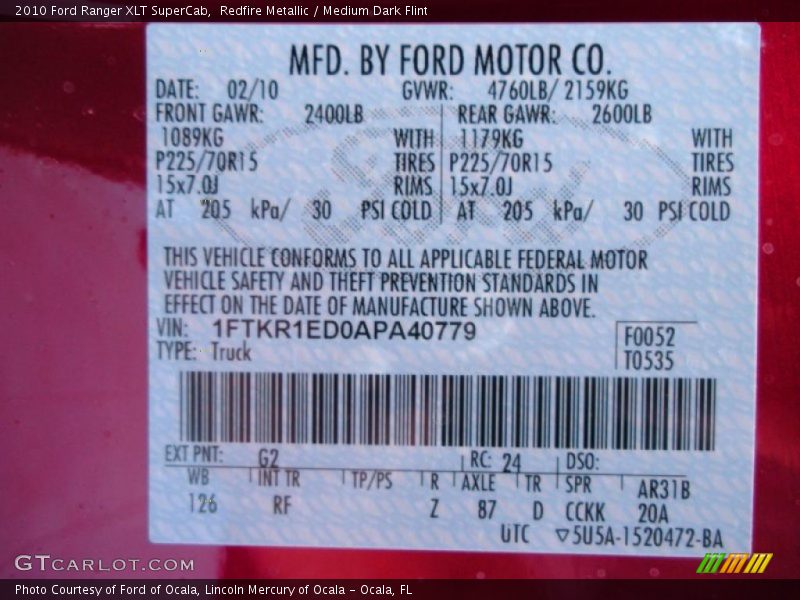 2010 Ford Ranger XLT SuperCab,  Redfire Metallic / Medium Dark Flint
MFD. BY FORD MOTOR CO.
DATE: 02/10 GVWR: 4760LB/ 2159KG
FRONT GAWR: 2400LB REAR GAWR: 2600LB
1089KG WITH 1179KG WITH
P225/70R15 TIRES P225/70R15 TIRES
15x7.0J RIMS 15x7.0J RIMS
AT 205 kPa/ 30 PSI COLD AT 205 kPa/ 30 PSI COLD
THIS VEHICLE CONFORMS TO ALL APPLICABLE FEDERAL MOTOR
VEHICLE SAFETY AND THEFT PREVENTION STANDARDS IN
EFFECT ON THE DATE OF MANUFACTURE SHOWN ABOVE.
VIN: 1FTKR1ED0APA40779 F0052
TYPE: Truck T0535
EXT PNT: G2 RC: 24 DSO:
WB INT TR TP/PS R AXLE TR SPR AR31B
126 RF Z 87 D CCKK 20A
UTC ▽5U5A-1520472-BA
GTCARLOT.COM
Photo Courtesy of Ford of Ocala, Lincoln Mercury of Ocala – Ocala, FL